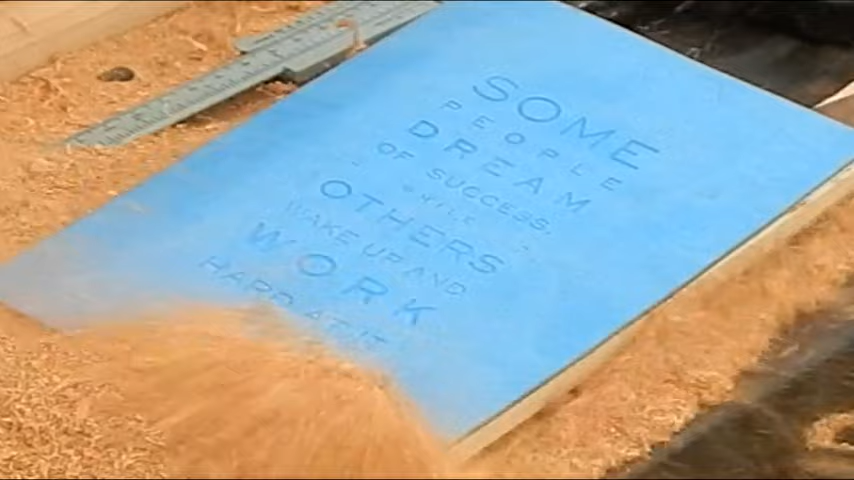 SOME
PEOPLE
DREAM
OF SUCCESS,
WHILE
OTHERS
WAKE UP AND
WORK
HARD AT IT